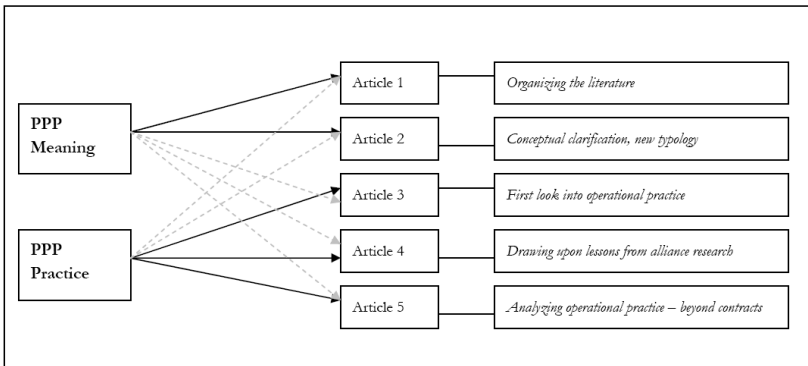 Article 1
Organizing the literature
PPP
Meaning
Article 2
Conceptual clarification, new typology
Article 3
First look into operational practice
PPP
Practice
Article 4
Drawing upon lessons from alliance research
Article 5
Analyzing operational practice – beyond contracts